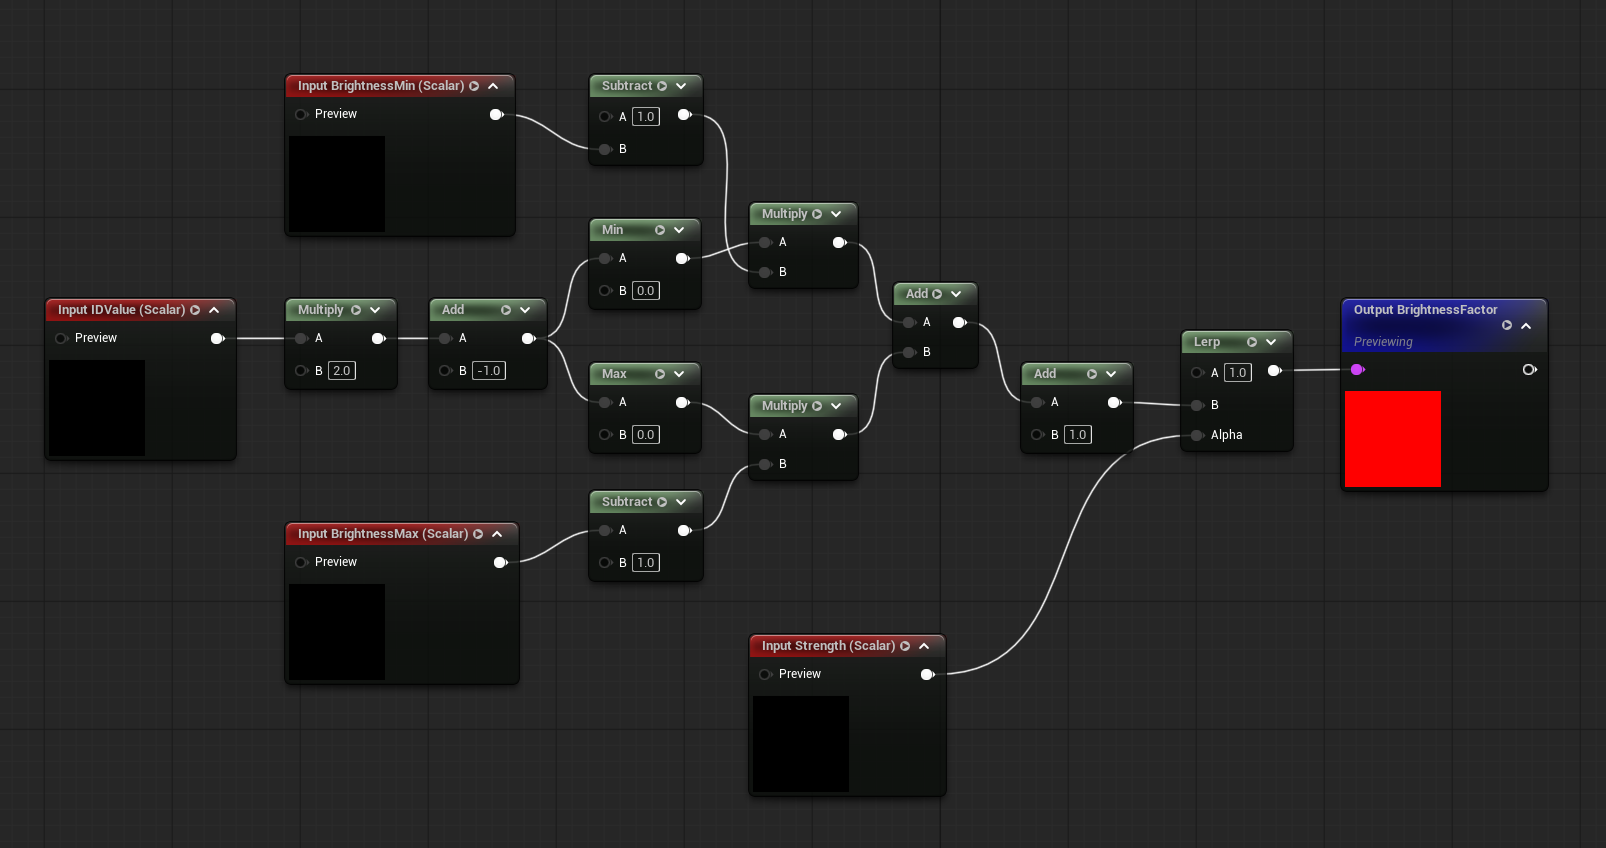 Input BrightnessMin (Scalar)
Preview
Subtract
A 1.0
B
Min
A
B 0.0
Multiply
A
B
Input IDValue (Scalar)
Preview
Multiply
A
B 2.0
Add
A
B -1.0
Max
A
B 0.0
Multiply
A
B
Add
A
B
Add
A
B 1.0
Lerp
A 1.0
B
Alpha
Output BrightnessFactor
Previewing
Input BrightnessMax (Scalar)
Preview
Subtract
A
B 1.0
Input Strength (Scalar)
Preview